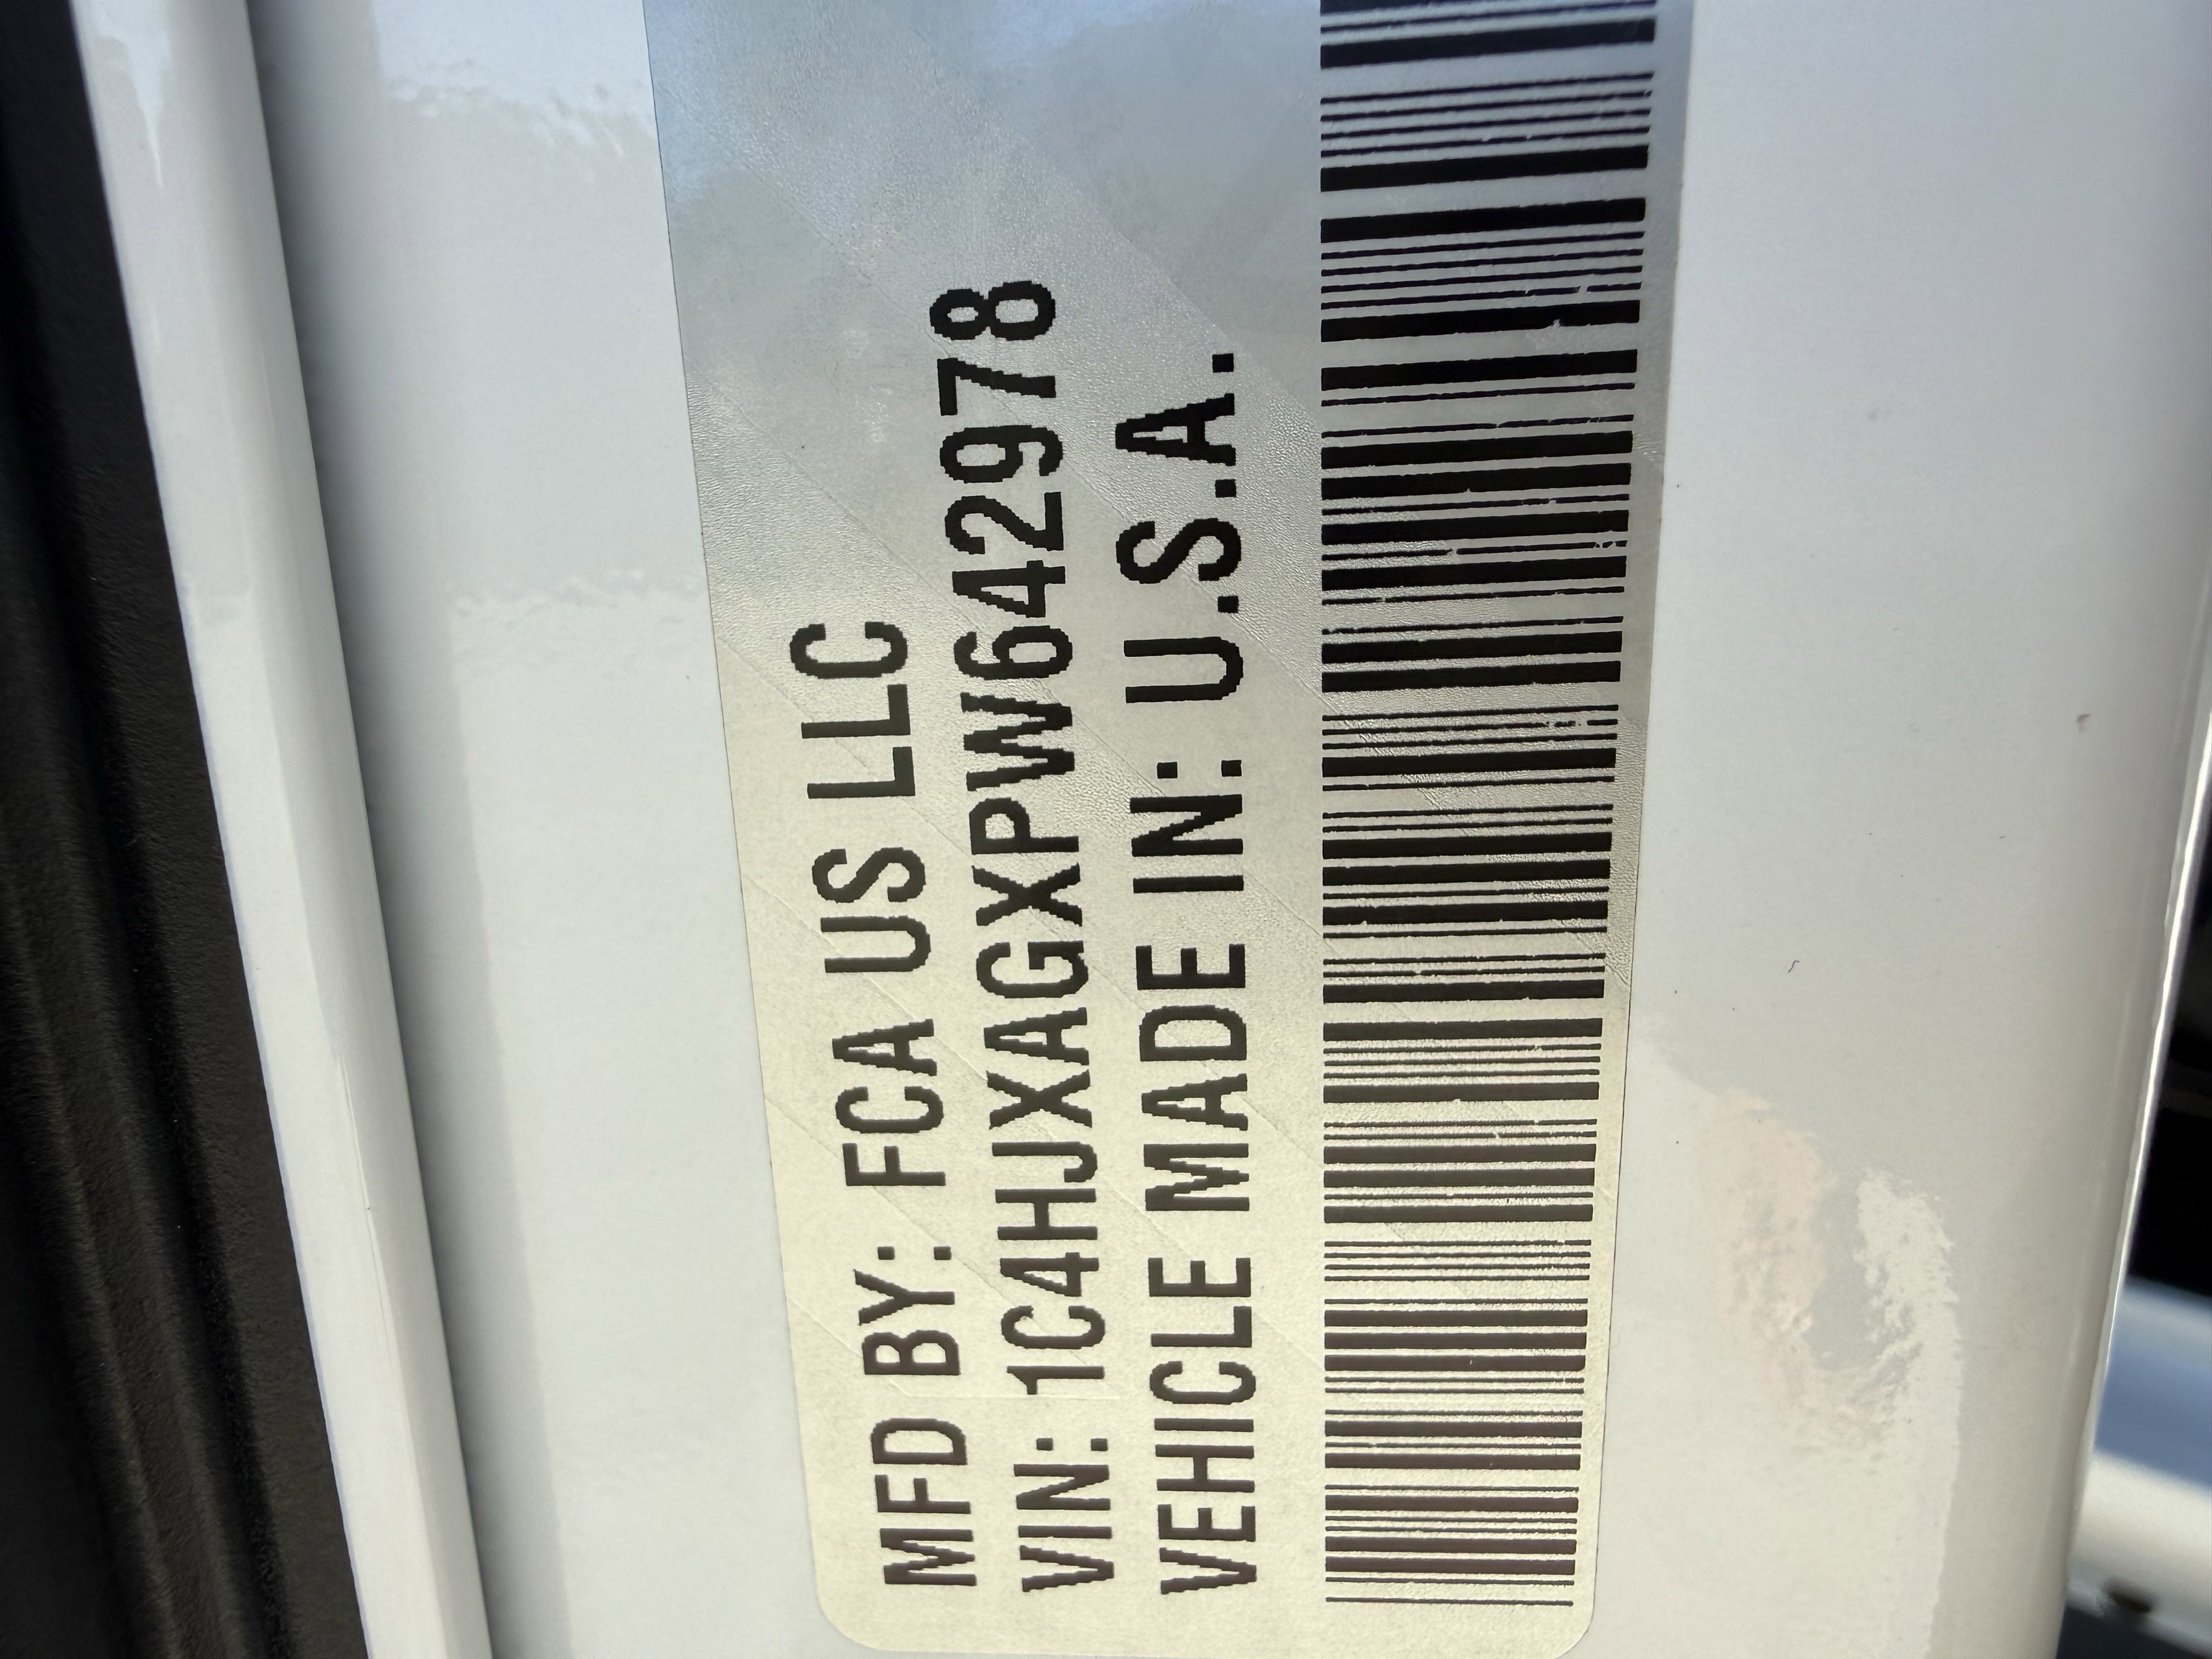 MFD BY: FCA US LLC
VIN: 1C4HJXAGXPW642978
VEHICLE MADE IN: U.S.A.